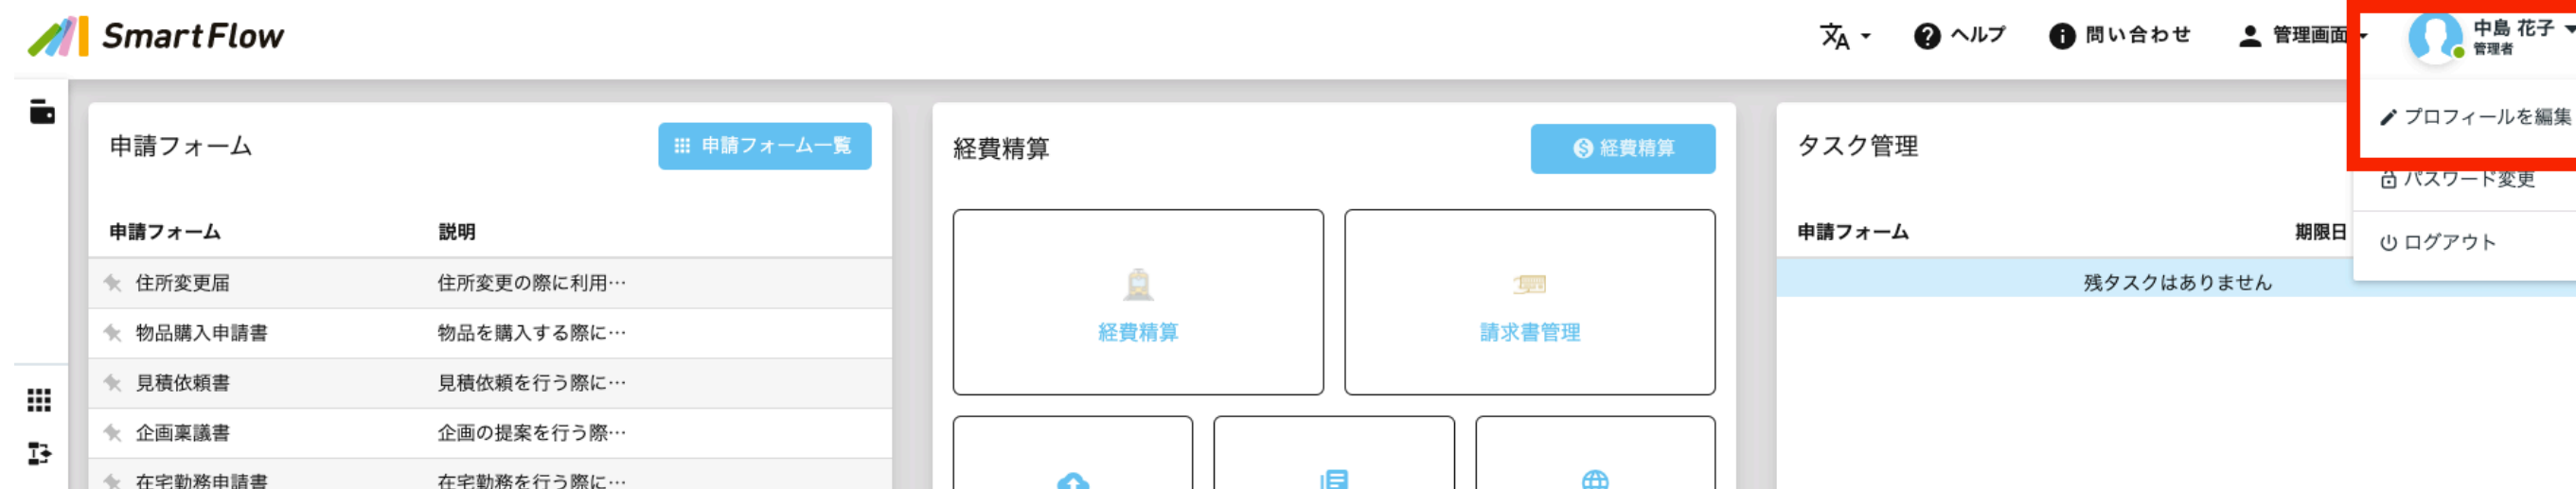 SmartFlow
ヘルプ
問い合わせ
管理画面
中島 花子
管理者
プロフィールを編集
パスワード変更
ログアウト
申請フォーム
申請フォーム一覧
申請フォーム 説明
住所変更届 住所変更の際に利用…
物品購入申請書 物品を購入する際に…
見積依頼書 見積依頼を行う際に…
企画稟議書 企画の提案を行う際…
在宅勤務申請書 在宅勤務を行う際に…
経費精算
経費精算
経費精算
請求書管理
タスク管理
申請フォーム 期限日
残タスクはありません